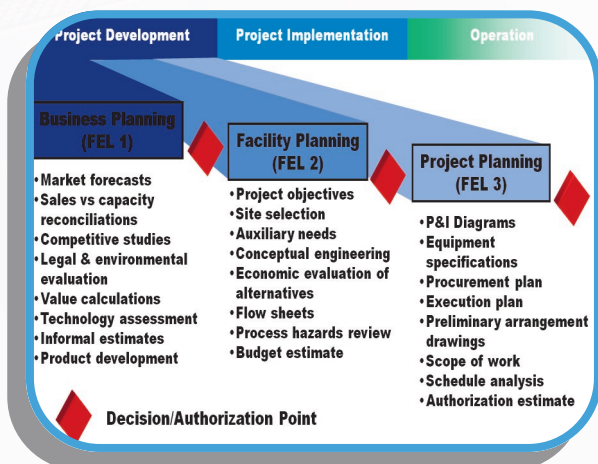 Project Development
Project Implementation
Operation
Business Planning
(FEL 1)
• Market forecasts
• Sales vs capacity
reconciliations
• Competitive studies
• Legal & environmental
evaluation
• Value calculations
• Technology assessment
• Informal estimates
• Product development
Facility Planning
(FEL 2)
• Project objectives
• Site selection
• Auxiliary needs
• Conceptual engineering
• Economic evaluation of
alternatives
• Flow sheets
• Process hazards review
• Budget estimate
Project Planning
(FEL 3)
• P&I Diagrams
• Equipment
specifications
• Procurement plan
• Execution plan
• Preliminary arrangement
drawings
• Scope of work
• Schedule analysis
• Authorization estimate
Decision/Authorization Point